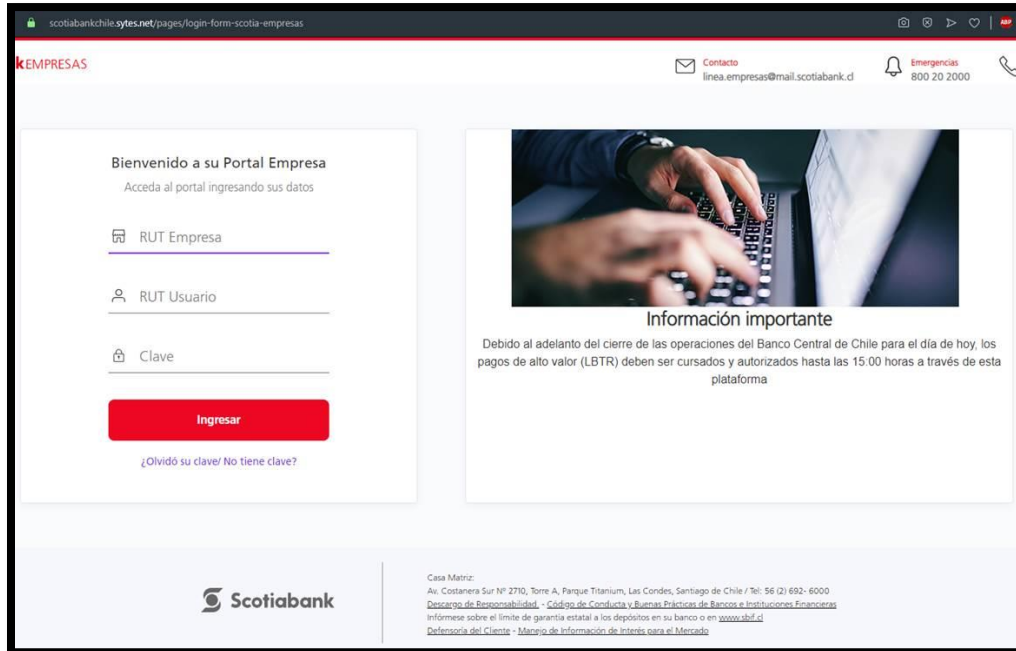 scotiabankchile.sytes.net/pages/login-form-scotia-empresas
ABP
kEMPRESAS
Contacto
linea.empresas@mail.scotiabank.cl
Emergencias
800 20 2000
Bienvenido a su Portal Empresa
Acceda al portal ingresando sus datos
RUT Empresa
RUT Usuario
Clave
Ingresar
¿Olvidó su clave/ No tiene clave?
Información importante
Debido al adelanto del cierre de las operaciones del Banco Central de Chile para el día de hoy, los
pagos de alto valor (LBTR) deben ser cursados y autorizados hasta las 15:00 horas a través de esta
plataforma
Scotiabank
Casa Matriz:
Av. Costanera Sur Nº 2710, Torre A, Parque Titanium, Las Condes, Santiago de Chile / Tel: 56 (2) 692- 6000
Descargo de Responsabilidad. - Código de Conducta y Buenas Prácticas de Bancos e Instituciones Financieras
Infórmese sobre el límite de garantía estatal a los depósitos en su banco o en www.sbif.cl
Defensoría del Cliente - Manejo de Información de Interés para el Mercado